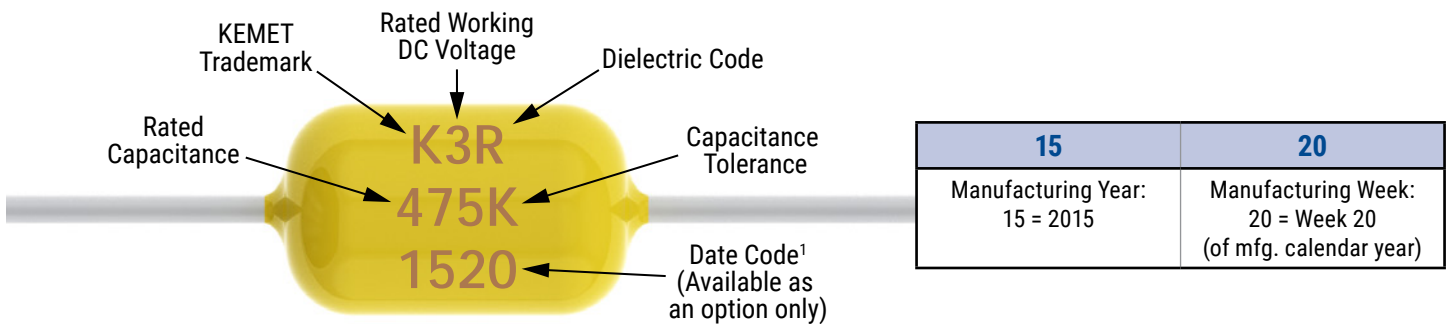 KEMET
Trademark
Rated Working
DC Voltage
Dielectric Code
Rated
Capacitance
Capacitance
Tolerance
K3R
475K
1520
Date Code¹
(Available as
an option only)
15
20
Manufacturing Year:
15 = 2015
Manufacturing Week:
20 = Week 20
(of mfg. calendar year)